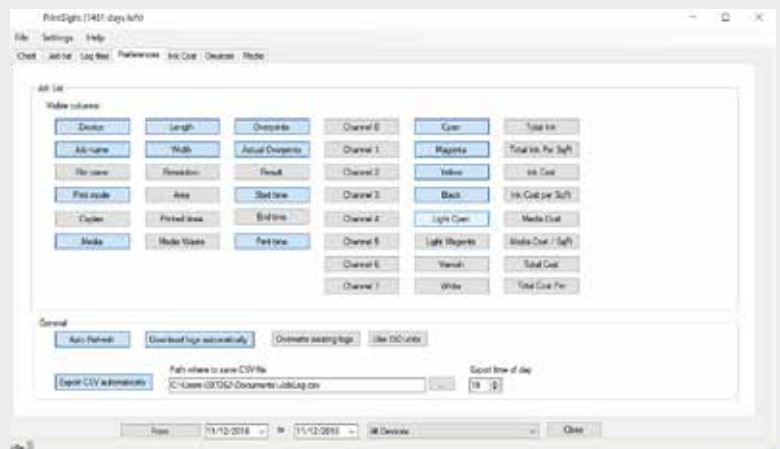 PrintSight (1461 days left)
File Settings Help
Chart Job list Log files Preferences Ink Cost Devices Media
Job List
Visible columns:
Device Length Overprints Channel 0 Cyan Total Ink
Job name Width Actual Overprints Channel 1 Magenta Total Ink Per SqFt
File name Resolution Result Channel 2 Yellow Ink Cost
Print mode Area Start time Channel 3 Black Ink Cost per SqFt
Copies Printed Area End time Channel 4 Light Cyan Media Cost
Media Media Waste Print time Channel 5 Light Magenta Media Cost / SqFt
Channel 6 Varnish Total Cost
Channel 7 White Total Cost Per
General
Auto Refresh Download logs automatically Overwrite existing logs Use ISO units
Path where to save CSV file Export time of day
Export CSV automatically ... 19
From 11/12/2016 to 11/12/2016 All Devices Close